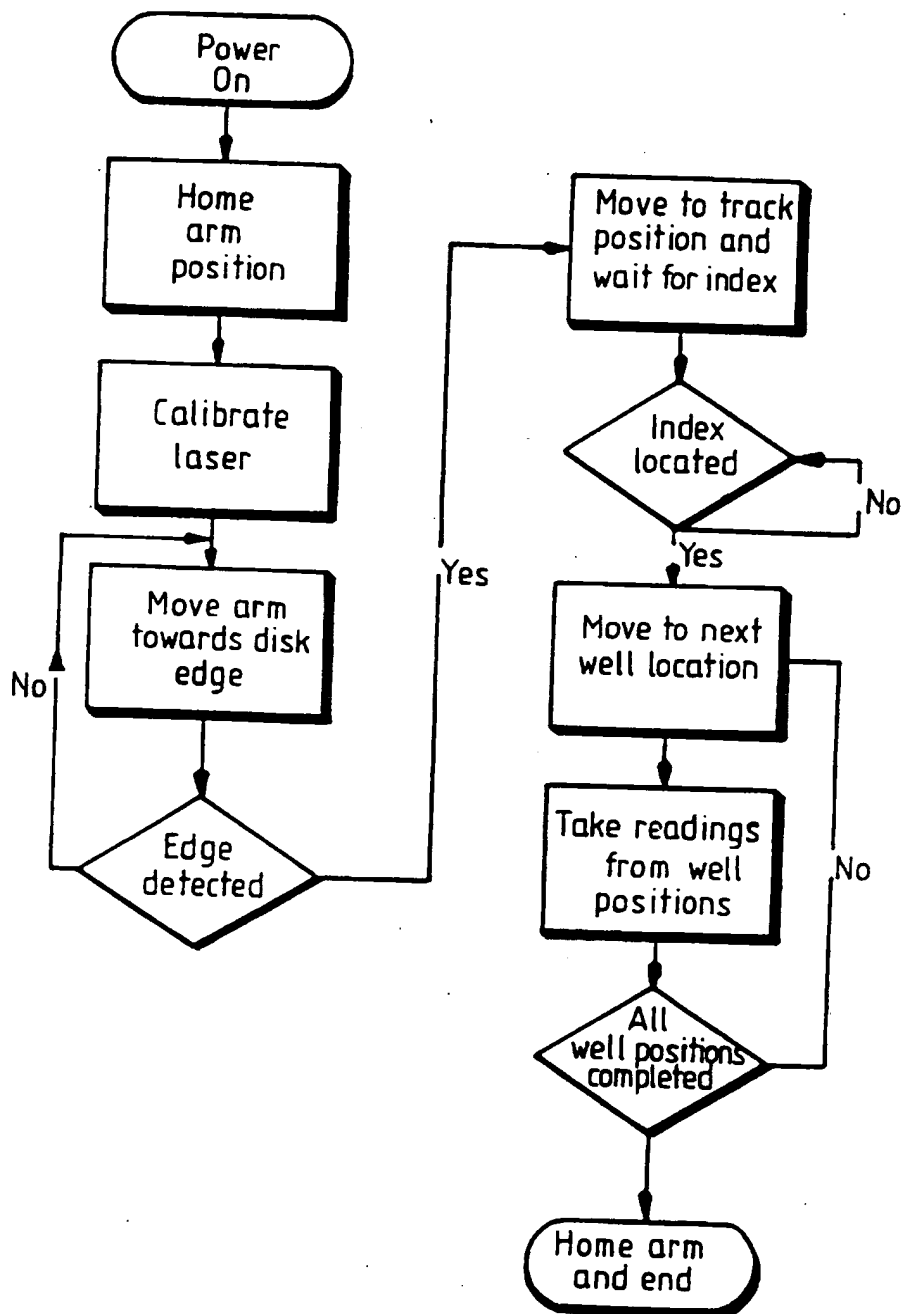 Power
On
Home
arm
position
Calibrate
laser
Move arm
towards disk
edge
No
Edge
detected
Yes
Move to track
position and
wait for index
Index
located
No
Yes
Move to next
well location
Take readings
from well
positions
No
All
well positions
completed
Home arm
and end